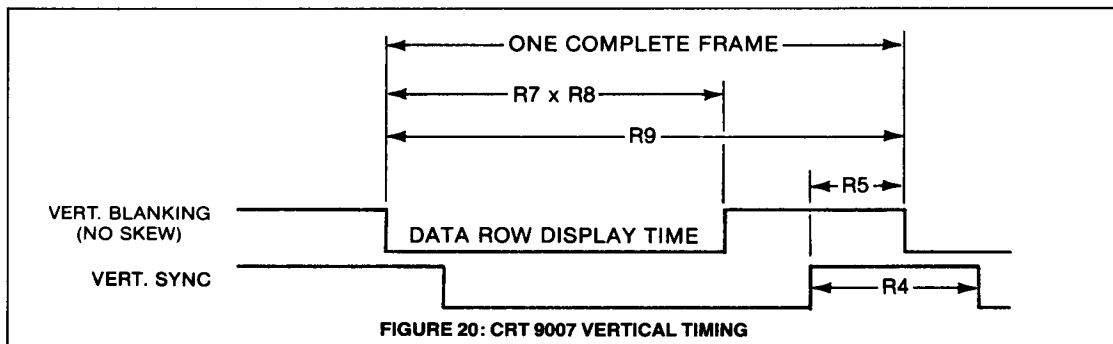 ONE COMPLETE FRAME
R7 x R8
R9
R5
VERT. BLANKING
(NO SKEW)
DATA ROW DISPLAY TIME
VERT. SYNC
R4
FIGURE 20: CRT 9007 VERTICAL TIMING